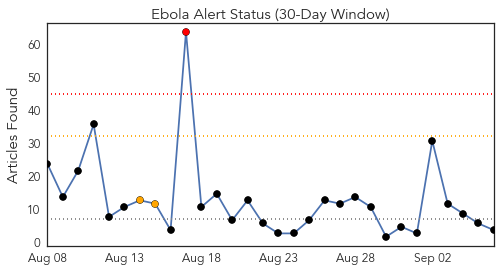 Ebola Alert Status (30-Day Window)
Articles Found
60
50
40
30
20
10
0
Aug 08 Aug 13 Aug 18 Aug 23 Aug 28 Sep 02